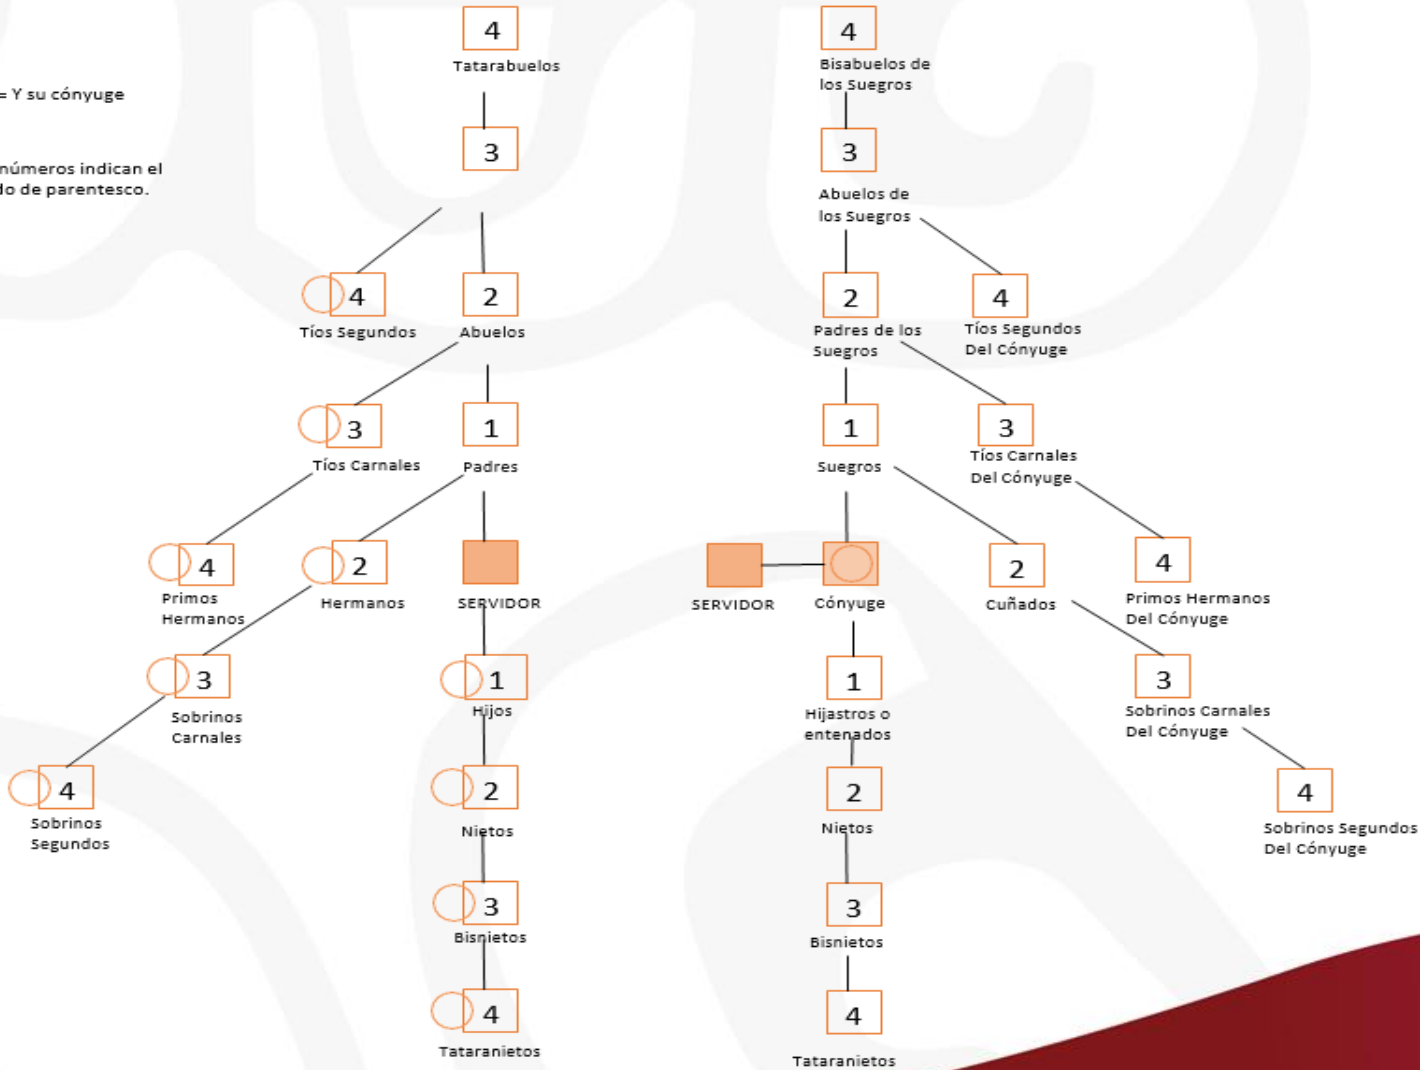 4
Tatarabuelos
= Y su cónyuge
3
números indican el
do de parentesco.
4
Tíos Segundos
2
Abuelos
3
Tíos Carnales
1
Padres
4
Primos
Hermanos
2
Hermanos
SERVIDOR
3
Sobrinos
Carnales
1
Hijos
4
Sobrinos
Segundos
2
Nietos
3
Bisnietos
4
Tataranietos
4
Bisabuelos de
los Suegros
3
Abuelos de
los Suegros
2
Padres de los
Suegros
4
Tíos Segundos
Del Cónyuge
1
Suegros
3
Tíos Carnales
Del Cónyuge
SERVIDOR
Cónyuge
2
Cuñados
4
Primos Hermanos
Del Cónyuge
1
Hijastros o
entenados
3
Sobrinos Carnales
Del Cónyuge
2
Nietos
4
Sobrinos Segundos
Del Cónyuge
3
Bisnietos
4
Tataranietos